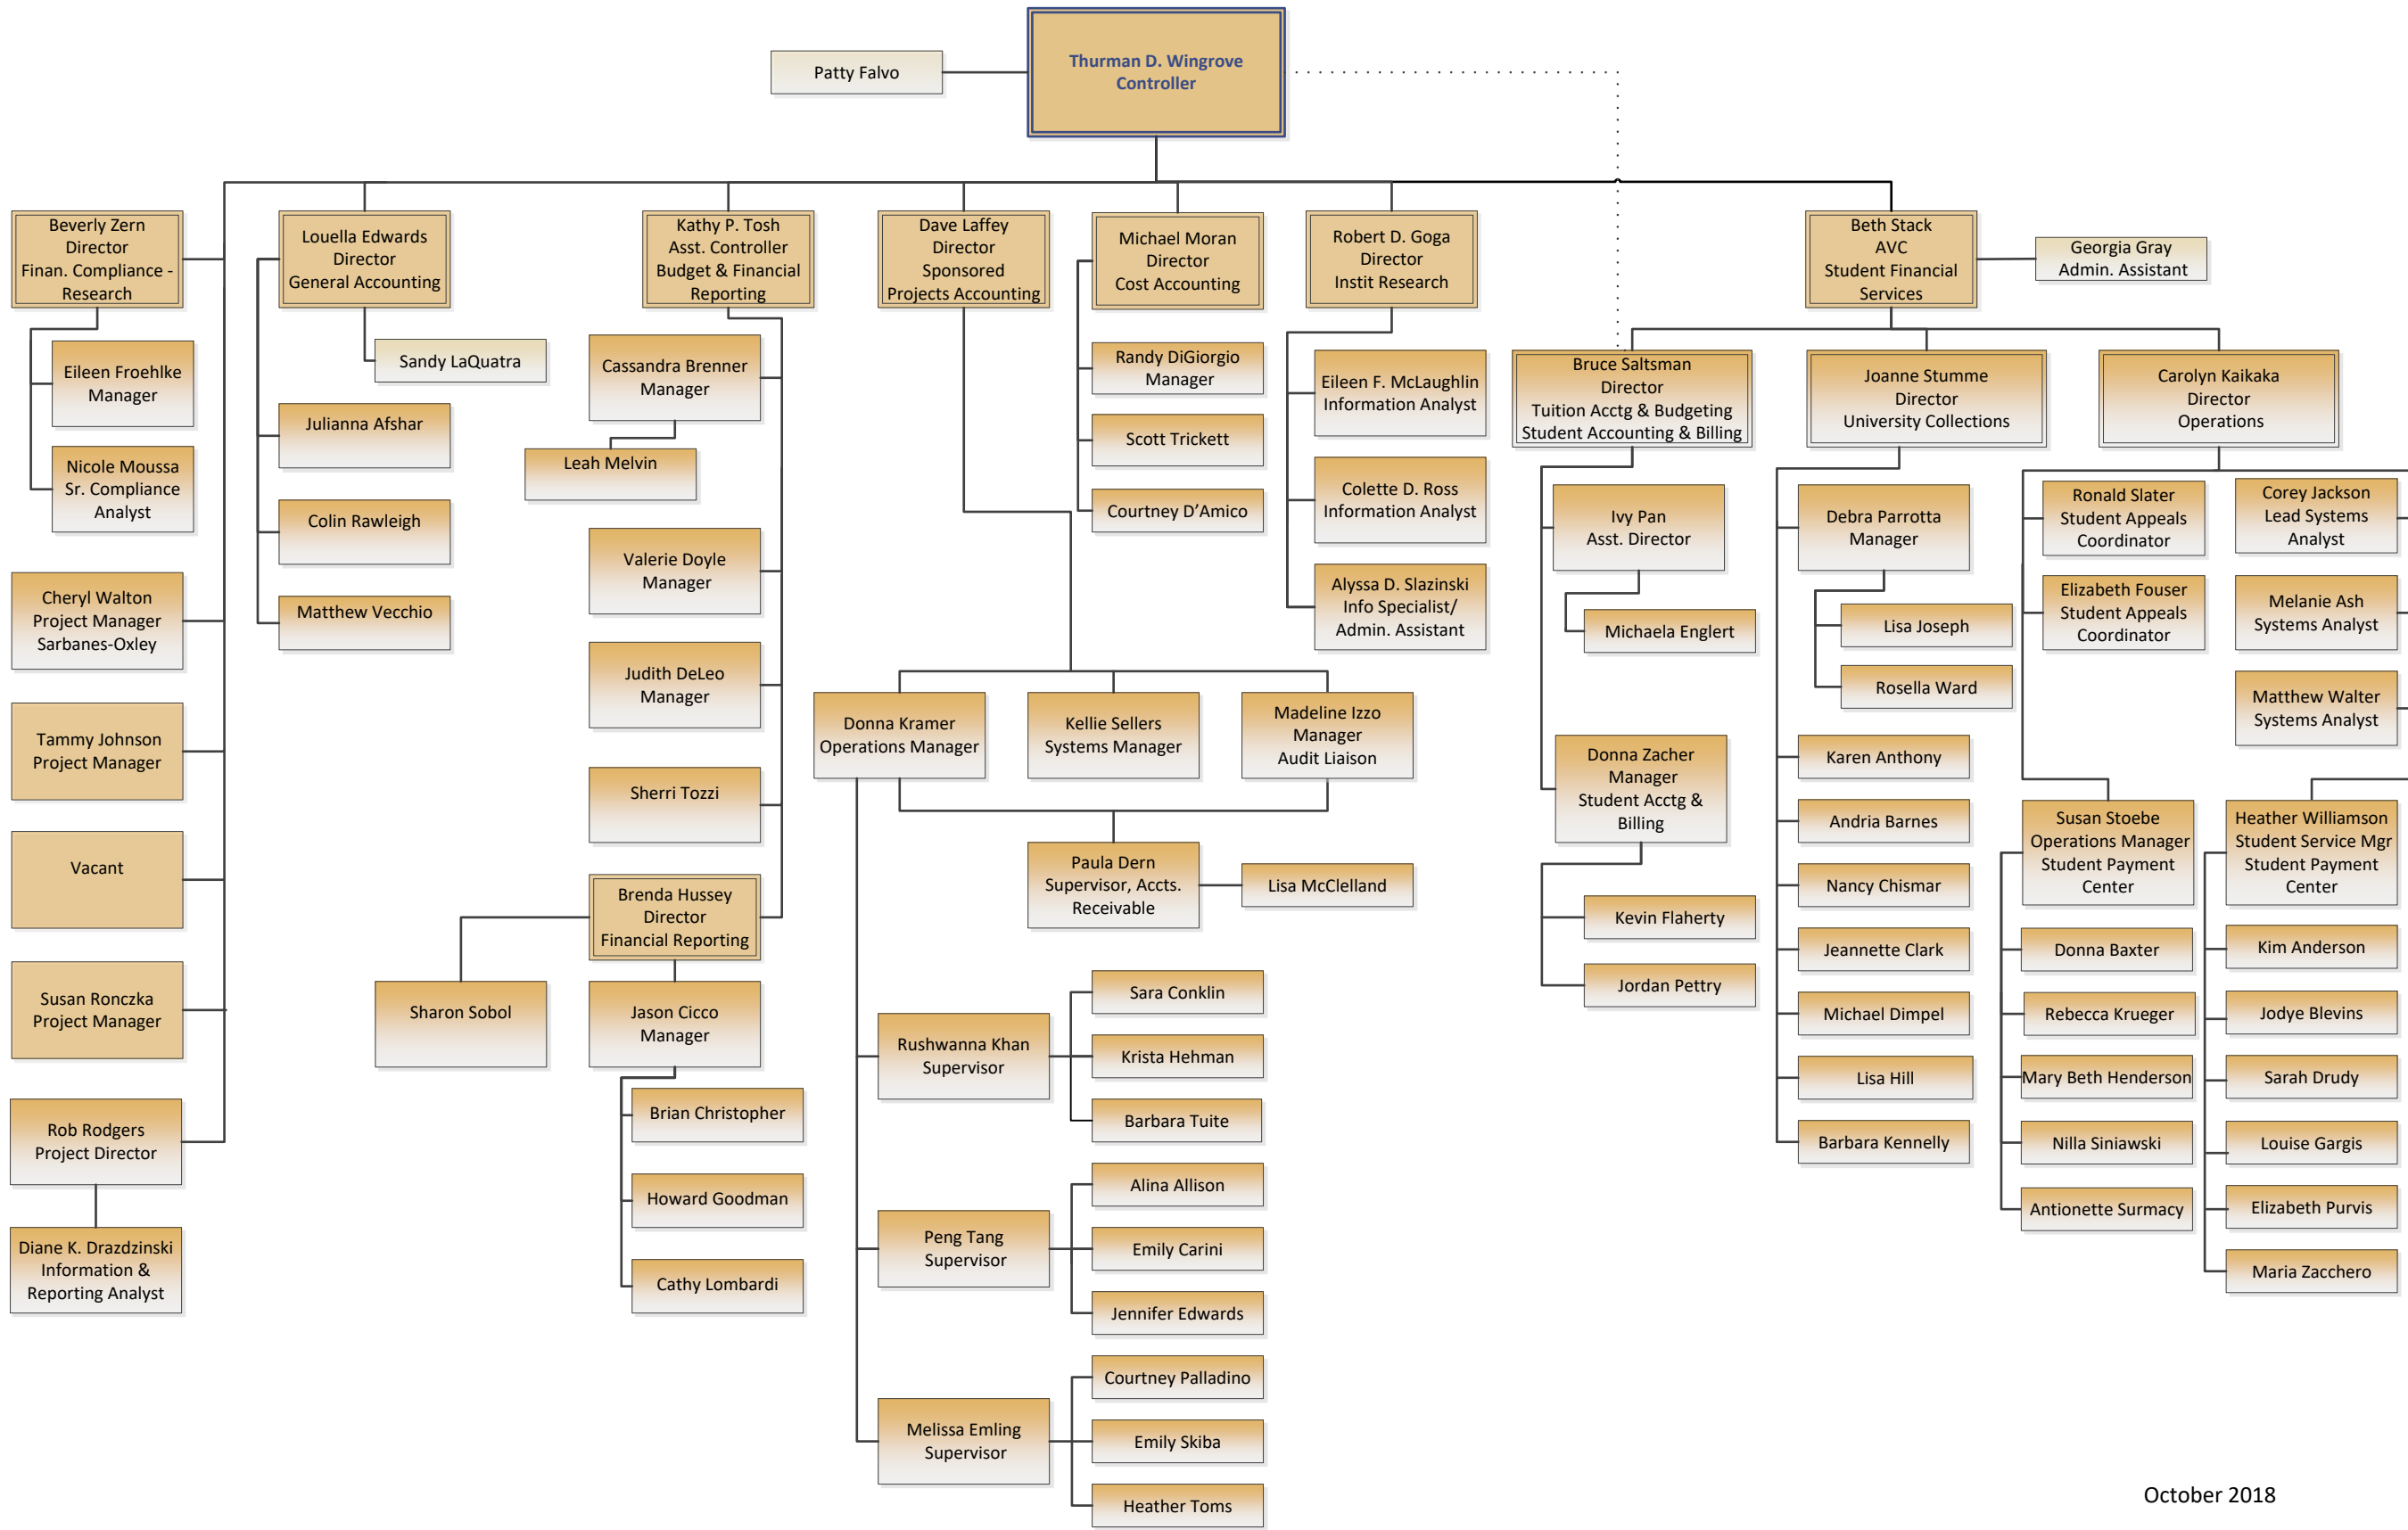 Patty Falvo
Thurman D. Wingrove
Controller
Beverly Zern
Director
Finan. Compliance -
Research
Eileen Froehlke
Manager
Nicole Moussa
Sr. Compliance
Analyst
Cheryl Walton
Project Manager
Sarbanes-Oxley
Tammy Johnson
Project Manager
Vacant
Susan Ronczka
Project Manager
Rob Rodgers
Project Director
Diane K. Drazdzinski
Information &
Reporting Analyst
Louella Edwards
Director
General Accounting
Sandy LaQuatra
Julianna Afshar
Colin Rawleigh
Matthew Vecchio
Kathy P. Tosh
Asst. Controller
Budget & Financial
Reporting
Cassandra Brenner
Manager
Leah Melvin
Valerie Doyle
Manager
Judith DeLeo
Manager
Sherri Tozzi
Brenda Hussey
Director
Financial Reporting
Sharon Sobol
Jason Cicco
Manager
Brian Christopher
Howard Goodman
Cathy Lombardi
Dave Laffey
Director
Sponsored
Projects Accounting
Donna Kramer
Operations Manager
Kellie Sellers
Systems Manager
Madeline Izzo
Manager
Audit Liaison
Paula Dern
Supervisor, Accts.
Receivable
Lisa McClelland
Rushwanna Khan
Supervisor
Sara Conklin
Krista Hehman
Barbara Tuite
Peng Tang
Supervisor
Alina Allison
Emily Carini
Jennifer Edwards
Melissa Emling
Supervisor
Courtney Palladino
Emily Skiba
Heather Toms
Michael Moran
Director
Cost Accounting
Randy DiGiorgio
Manager
Scott Trickett
Courtney D’Amico
Robert D. Goga
Director
Instit Research
Eileen F. McLaughlin
Information Analyst
Colette D. Ross
Information Analyst
Alyssa D. Slazinski
Info Specialist/
Admin. Assistant
Beth Stack
AVC
Student Financial
Services
Georgia Gray
Admin. Assistant
Bruce Saltsman
Director
Tuition Acctg & Budgeting
Student Accounting & Billing
Ivy Pan
Asst. Director
Michaela Englert
Donna Zacher
Manager
Student Acctg &
Billing
Kevin Flaherty
Jordan Pettry
Joanne Stumme
Director
University Collections
Debra Parrotta
Manager
Lisa Joseph
Rosella Ward
Karen Anthony
Andria Barnes
Nancy Chismar
Jeannette Clark
Michael Dimpel
Lisa Hill
Barbara Kennelly
Carolyn Kaikaka
Director
Operations
Ronald Slater
Student Appeals
Coordinator
Elizabeth Fouser
Student Appeals
Coordinator
Corey Jackson
Lead Systems
Analyst
Melanie Ash
Systems Analyst
Matthew Walter
Systems Analyst
Susan Stoebe
Operations Manager
Student Payment
Center
Donna Baxter
Rebecca Krueger
Mary Beth Henderson
Nilla Siniawski
Antionette Surmacy
Heather Williamson
Student Service Mgr
Student Payment
Center
Kim Anderson
Jodye Blevins
Sarah Drudy
Louise Gargis
Elizabeth Purvis
Maria Zacchero
October 2018